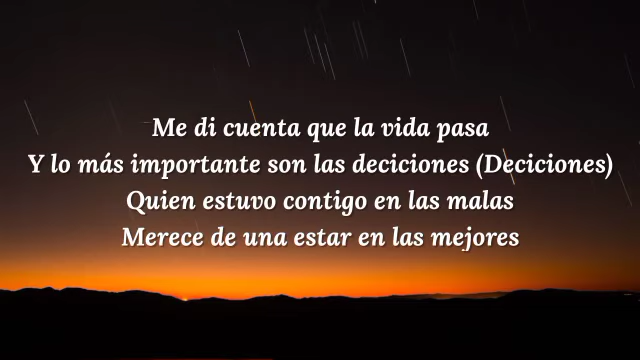 Me di cuenta que la vida pasa
Y lo más importante son las deciciones (Deciciones)
Quien estuvo contigo en las malas
Merece de una estar en las mejores